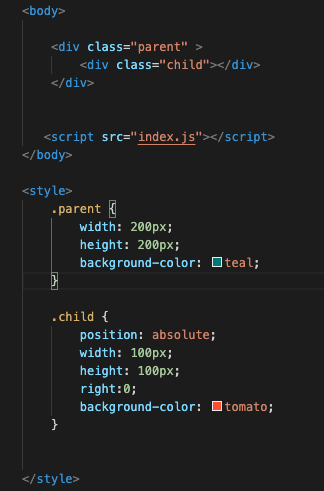 <body>
<div class="parent" >
<div class="child"></div>
</div>
<script src="index.js"></script>
</body>
<style>
.parent {
width: 200px;
height: 200px;
background-color: teal;
}
.child {
position: absolute;
width: 100px;
height: 100px;
right:0;
background-color: tomato;
}
</style>